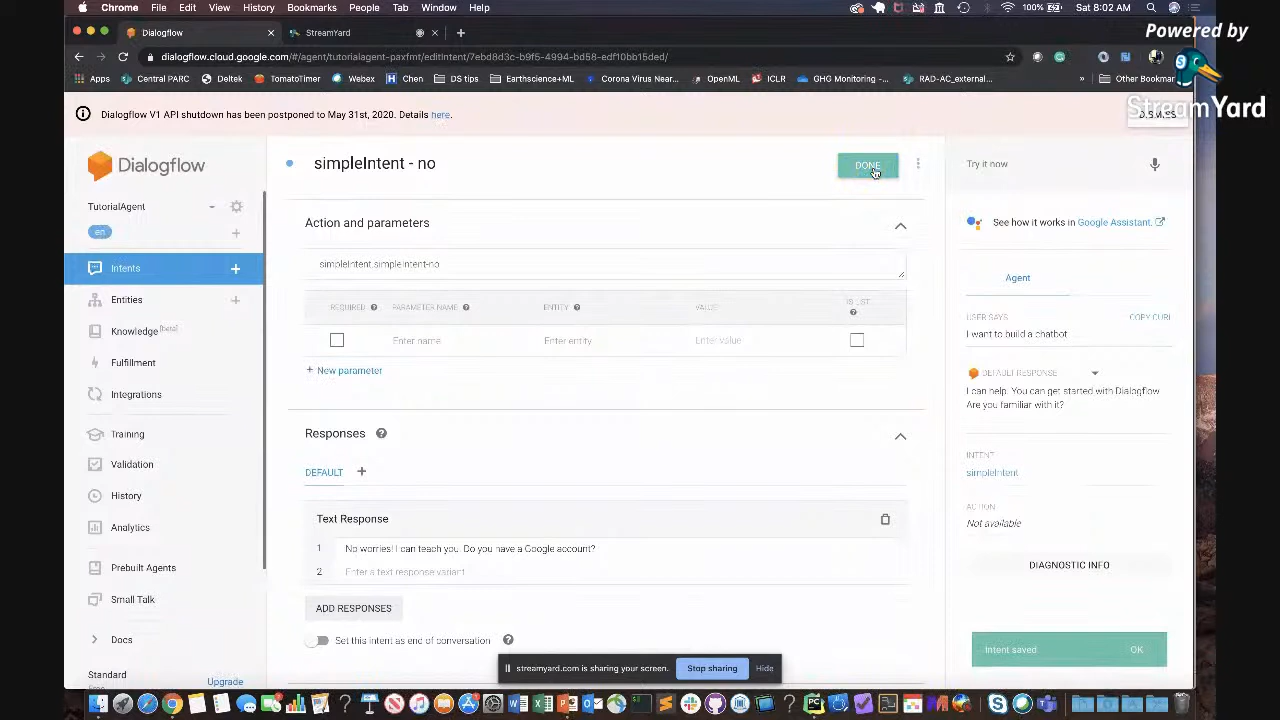 Chrome File Edit View History Bookmarks People Tab Window Help 100% Sat 8:02 AM
Powered by
StreamYard
Dialogflow StreamYard
dialogflow.cloud.google.com/#/agent/tutorialagent-paxfmt/editIntent/7ebd8d3c-b9f5-4994-bd58-edf10bb15ded/
Apps Central PARC Deltek TomatoTimer Webex Chen DS tips Earthscience+ML Corona Virus Near... OpenML ICLR GHG Monitoring -... RAD-AC_external... » Other Bookmar
Dialogflow V1 API shutdown has been postponed to May 31st, 2020. Details here.
Dialogflow
TutorialAgent
en
Intents
Entities
Knowledge [beta]
Fulfillment
Integrations
Training
Validation
History
Analytics
Prebuilt Agents
Small Talk
Docs
Standard
Free
Upgrade
simpleIntent - no
DONE
Action and parameters
simpleIntent.simpleIntent-no
REQUIRED PARAMETER NAME ENTITY VALUE IS LIST
Enter name Enter entity Enter value
+ New parameter
Responses
DEFAULT +
Text Response
1 No worries! I can teach you. Do you have a Google account?
2 Enter a text response variant
ADD RESPONSES
Set this intent as end of conversation
streamyard.com is sharing your screen. Stop sharing Hide
Try it now
See how it works in Google Assistant.
Agent
USER SAYS COPY CURL
I want to build a chatbot
DEFAULT RESPONSE
I can help. You can get started with Dialogflow
Are you familiar with it?
INTENT
simpleIntent
ACTION
Not available
DIAGNOSTIC INFO
Intent saved OK